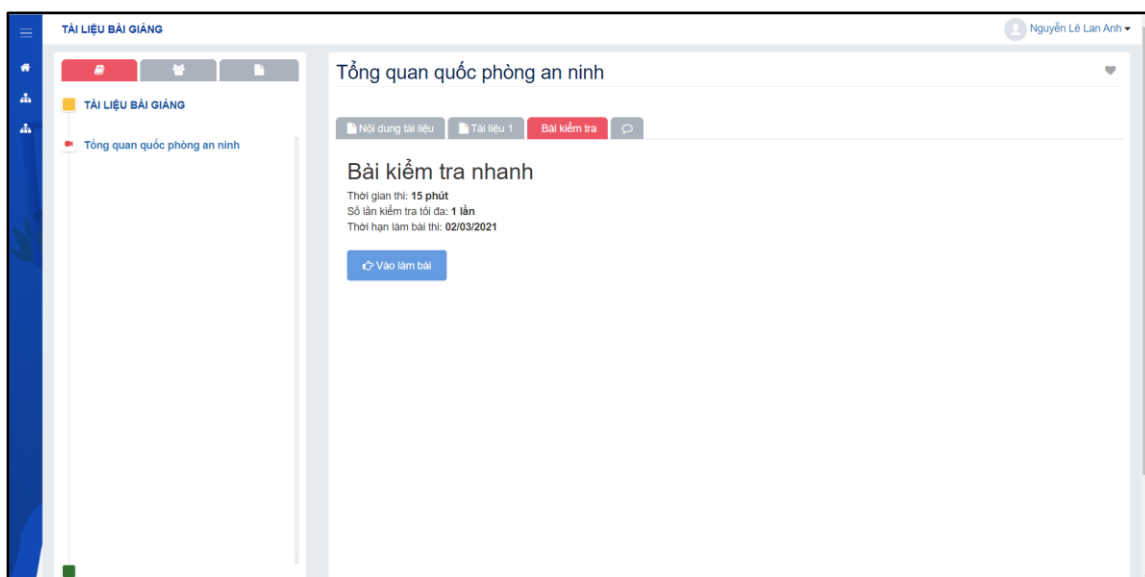 TÀI LIỆU BÀI GIẢNG
Nguyễn Lê Lan Anh
TÀI LIỆU BÀI GIẢNG
Tổng quan quốc phòng an ninh
Tổng quan quốc phòng an ninh
Nội dung tài liệu
Tài liệu 1
Bài kiểm tra
Bài kiểm tra nhanh
Thời gian thi: 15 phút
Số lần kiểm tra tối đa: 1 lần
Thời hạn làm bài thi: 02/03/2021
Vào làm bài